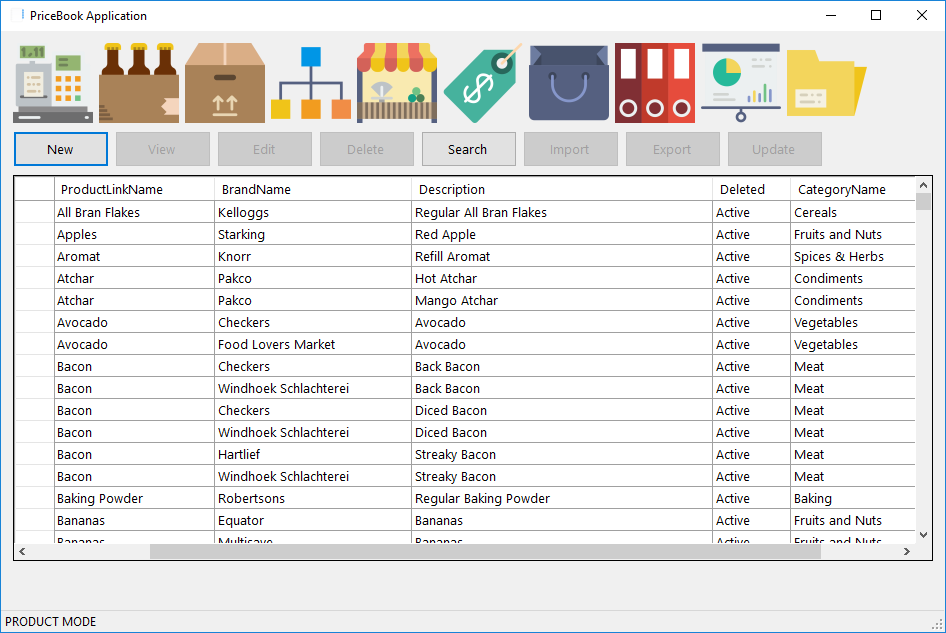 PriceBook Application
New View Edit Delete Search Import Export Update
ProductLinkName BrandName Description Deleted CategoryName
All Bran Flakes Kelloggs Regular All Bran Flakes Active Cereals
Apples Starking Red Apple Active Fruits and Nuts
Aromat Knorr Refill Aromat Active Spices & Herbs
Atchar Pakco Hot Atchar Active Condiments
Atchar Pakco Mango Atchar Active Condiments
Avocado Checkers Avocado Active Vegetables
Avocado Food Lovers Market Avocado Active Vegetables
Bacon Checkers Back Bacon Active Meat
Bacon Windhoek Schlachterei Back Bacon Active Meat
Bacon Checkers Diced Bacon Active Meat
Bacon Windhoek Schlachterei Diced Bacon Active Meat
Bacon Hartlief Streaky Bacon Active Meat
Bacon Windhoek Schlachterei Streaky Bacon Active Meat
Baking Powder Robertsons Regular Baking Powder Active Baking
Bananas Equator Bananas Active Fruits and Nuts
Bananas Multisave Bananas Active Fruits and Nuts
PRODUCT MODE